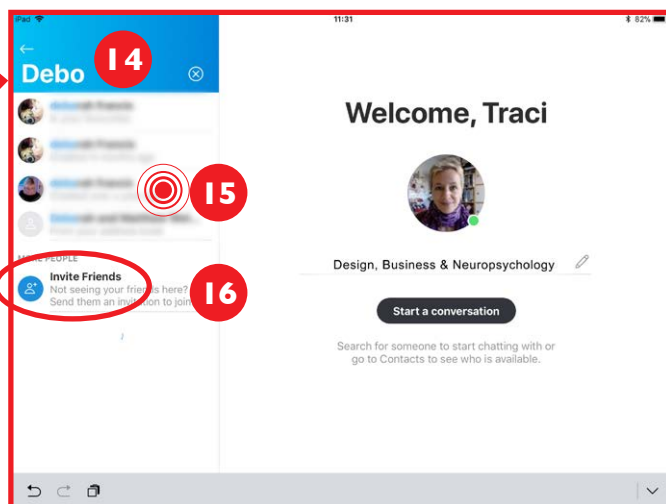 iPad 11:31 82%
Debo
14
Welcome, Traci
15
MORE PEOPLE
Invite Friends
Not seeing your friends here?
Send them an invitation to join
16
Design, Business & Neuropsychology
Start a conversation
Search for someone to start chatting with or
go to Contacts to see who is available.